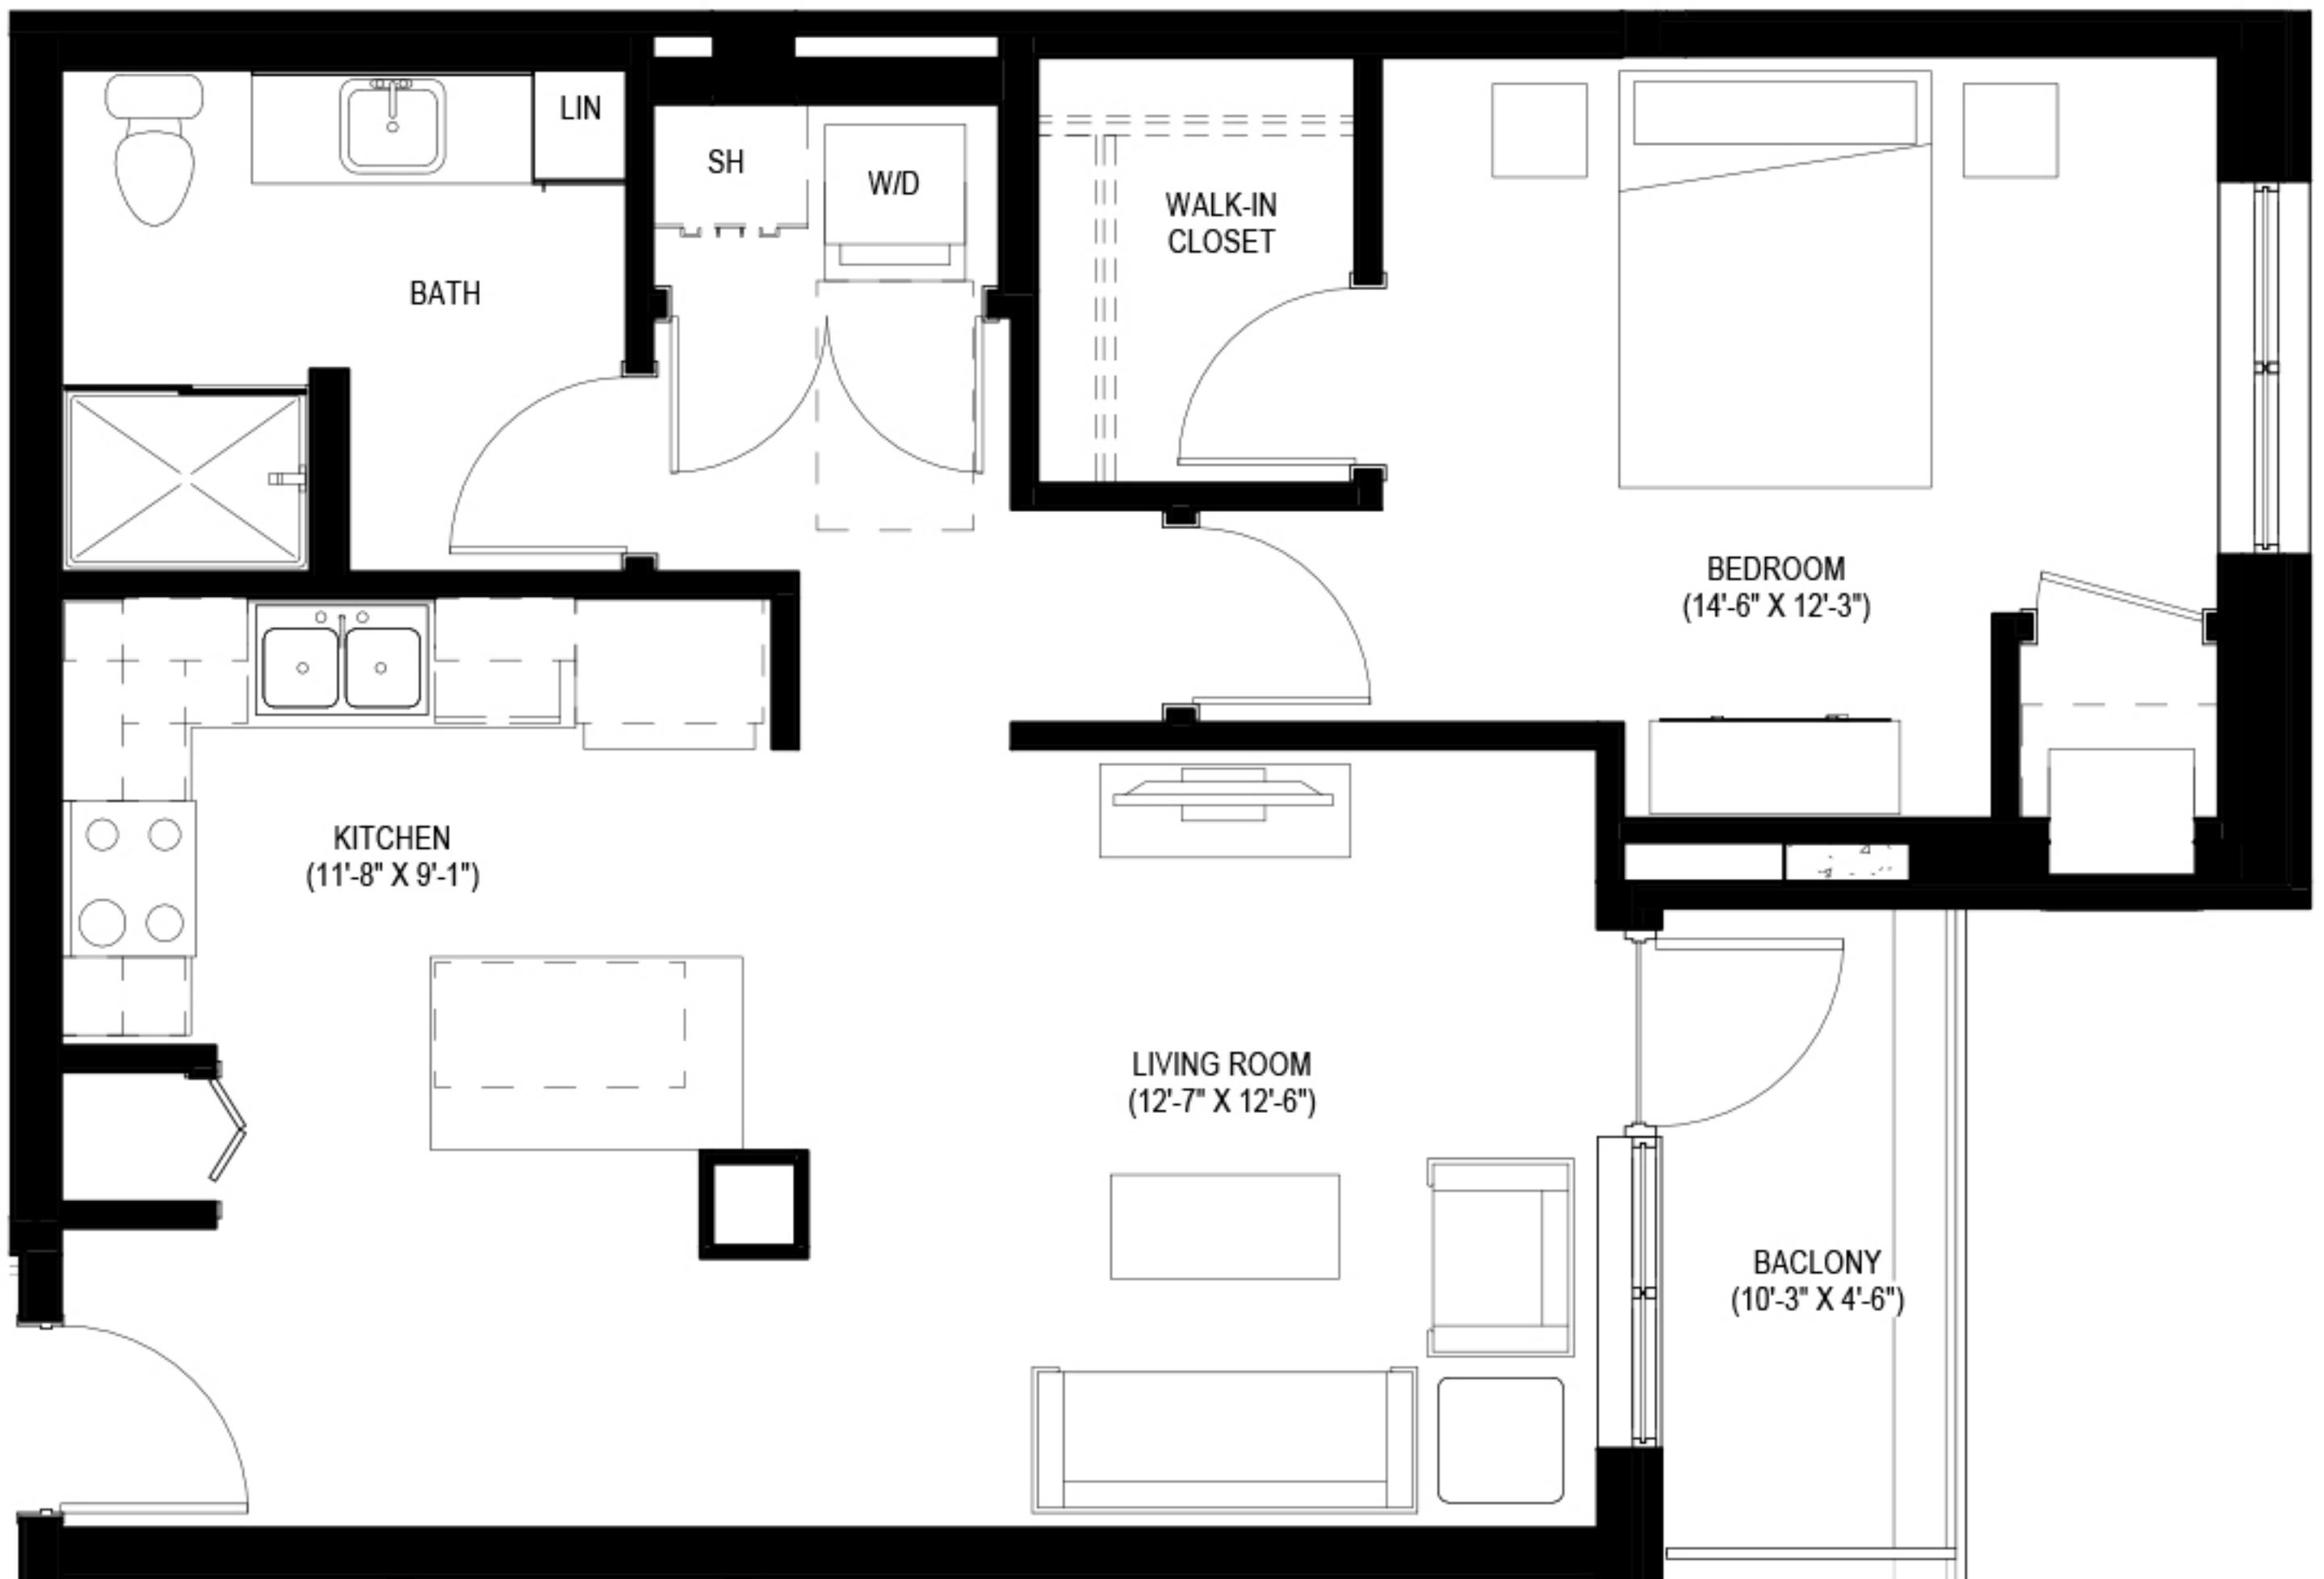 LIN
SH
W/D
BATH
WALK-IN
CLOSET
BEDROOM
(14'-6" X 12'-3")
KITCHEN
(11'-8" X 9'-1")
LIVING ROOM
(12'-7" X 12'-6")
BACLONY
(10'-3" X 4'-6")